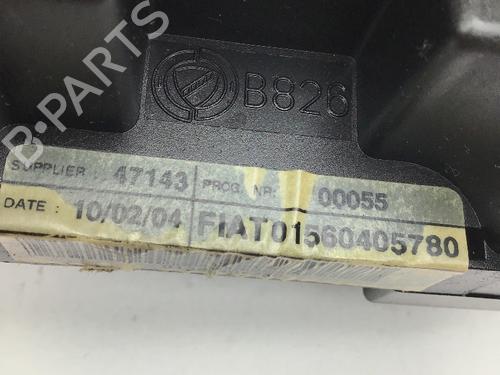 B826
SUPPLIER : 47143 PROG. NR. 00055
DATE : 10/02/04 FIAT01560405780
B-PARTS